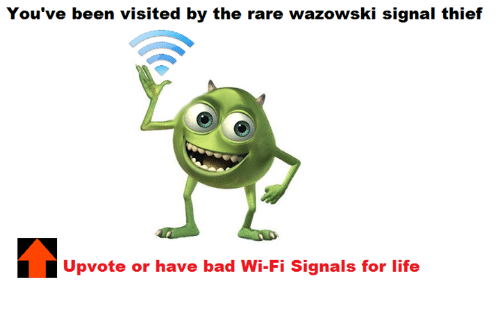 You've been visited by the rare wazowski signal thief
Upvote or have bad Wi-Fi Signals for life